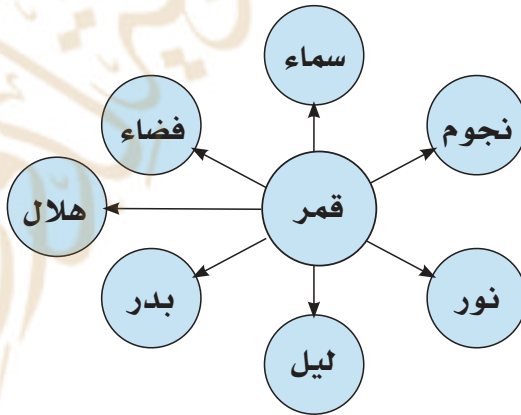 سماء
نجوم
فضاء
قمر
هلال
نور
بدر
ليل